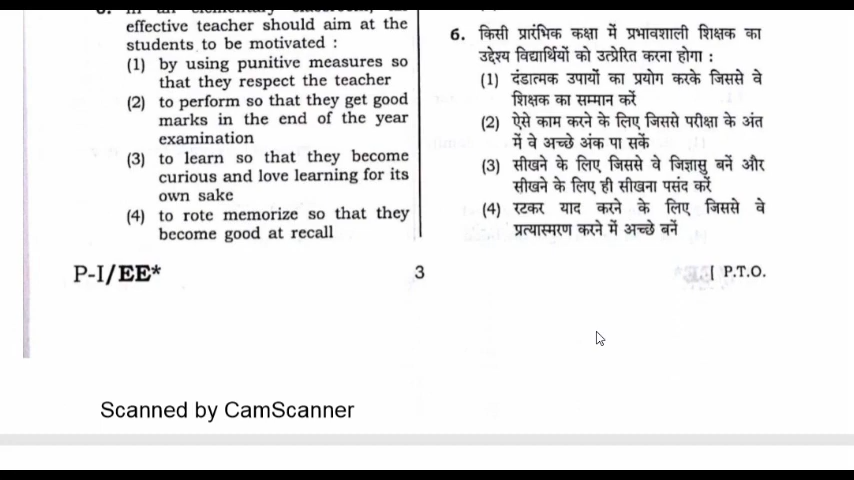 effective teacher should aim at the
students to be motivated :
(1) by using punitive measures so
that they respect the teacher
(2) to perform so that they get good
marks in the end of the year
examination
(3) to learn so that they become
curious and love learning for its
own sake
(4) to rote memorize so that they
become good at recall
6. किसी प्रारंभिक कक्षा में प्रभावशाली शिक्षक का
उद्देश्य विद्यार्थियों को उत्प्रेरित करना होगा :
(1) दंडात्मक उपायों का प्रयोग करके जिससे वे
शिक्षक का सम्मान करें
(2) ऐसे काम करने के लिए जिससे परीक्षा के अंत
में वे अच्छे अंक पा सकें
(3) सीखने के लिए जिससे वे जिज्ञासु बनें और
सीखने के लिए ही सीखना पसंद करें
(4) रटकर याद करने के लिए जिससे वे
प्रत्यास्मरण करने में अच्छे बनें
P-I/EE*
3
[ P.T.O.
Scanned by CamScanner